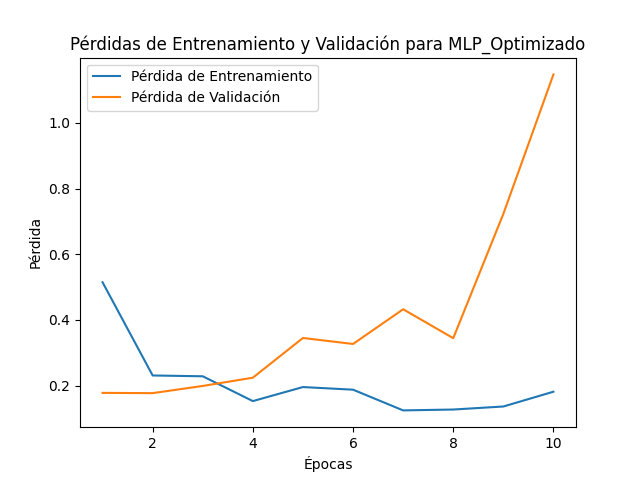 Pérdidas de Entrenamiento y Validación para MLP_Optimizado
Pérdida de Entrenamiento
Pérdida de Validación
1.0
0.8
0.6
0.4
0.2
Pérdida
2
4
6
8
10
Épocas